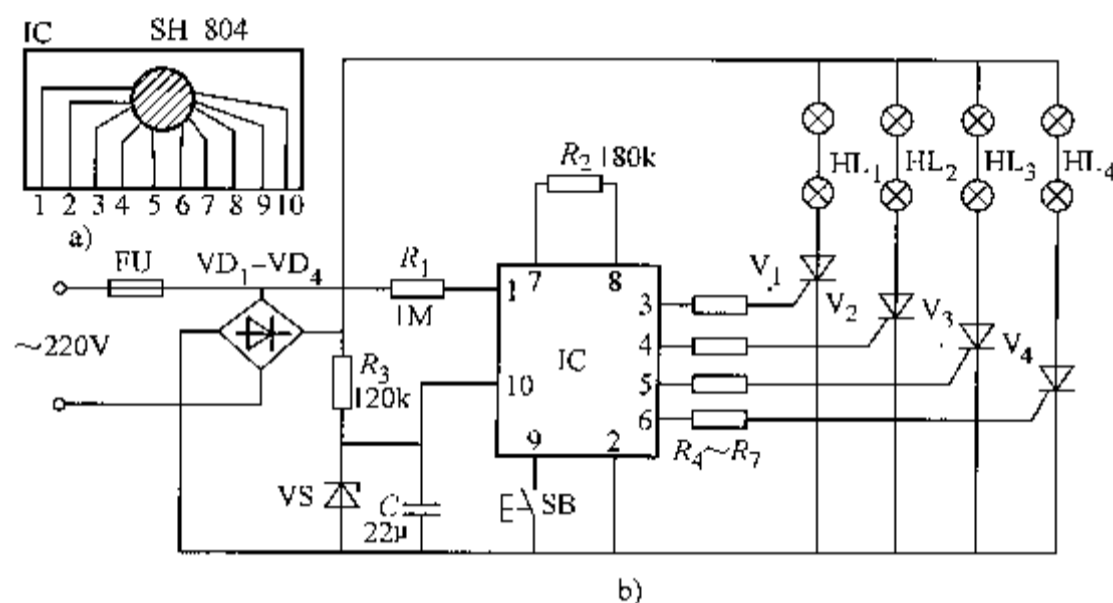 IC SH 804
1 2 3 4 5 6 7 8 9 10
a)
FU VD₁–VD₄ R₁ 1M
~220V
R₂ 180k
7 8
1 3
4
IC
10 5
6
9 2
R₃
120k
VS C
22μ
SB
R₄~R₇
HL₁ HL₂ HL₃ HL₄
V₁ V₂ V₃ V₄
b)